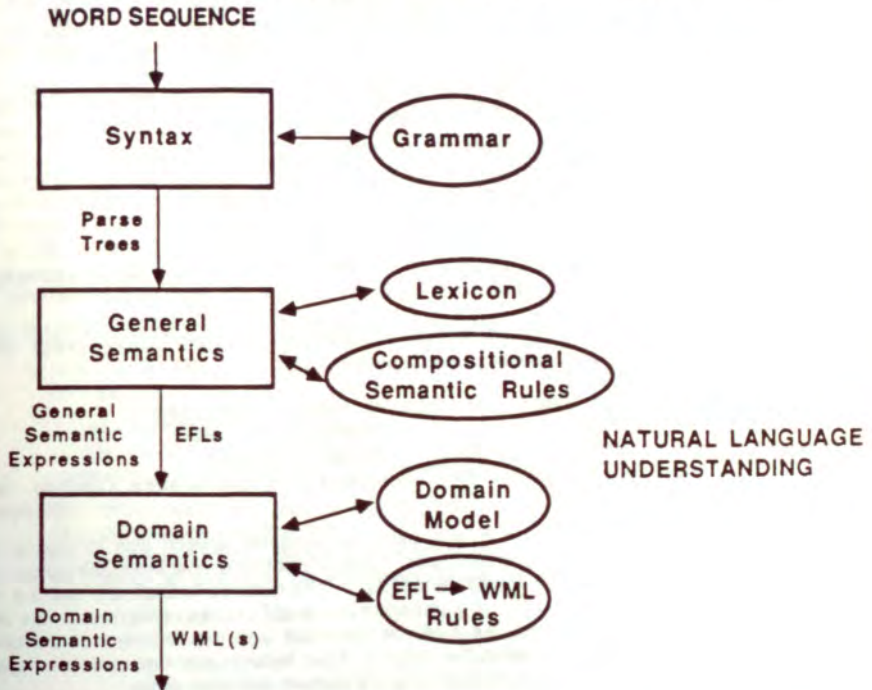 WORD SEQUENCE
Syntax
Grammar
Parse
Trees
Lexicon
General
Semantics
Compositional
Semantic Rules
General
Semantic
Expressions
EFLs
NATURAL LANGUAGE
UNDERSTANDING
Domain
Model
Domain
Semantics
EFL → WML
Rules
Domain
Semantic
Expressions
WML(s)